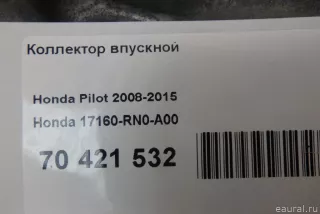 Коллектор впускной
Honda Pilot 2008-2015
Honda 17160-RN0-A00
70 421 532
eaural.ru